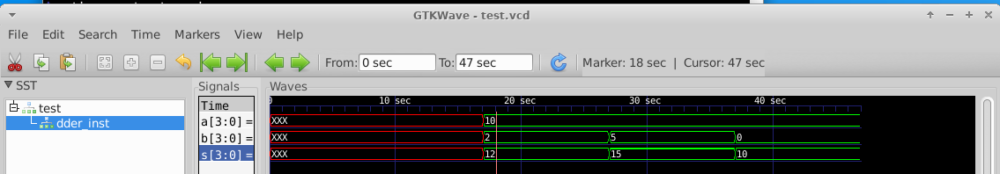 GTKWave - test.vcd
File Edit Search Time Markers View Help
From: 0 sec To: 47 sec Marker: 18 sec | Cursor: 47 sec
SST
Signals
Waves
test
dder_inst
Time
0 10 sec 20 sec 30 sec 40 sec
a[3:0] = XXX 10
b[3:0] = XXX 2 5 0
s[3:0] = XXX 12 15 10